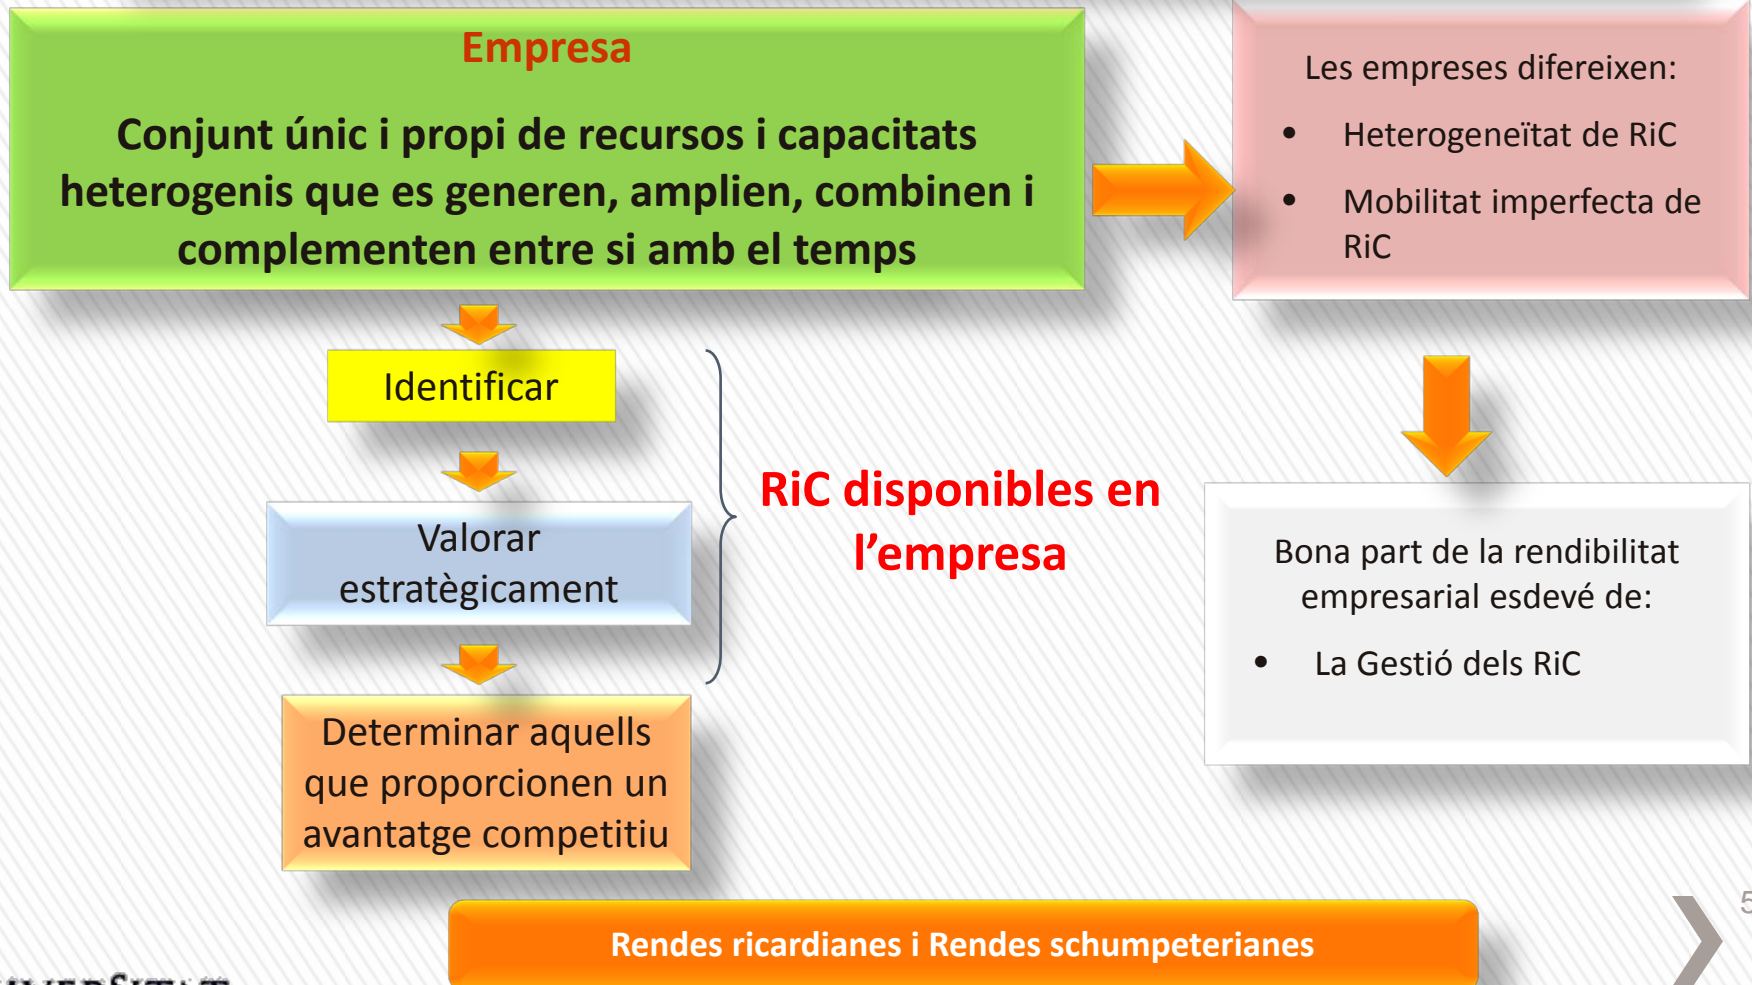 Empresa
Conjunt únic i propi de recursos i capacitats
heterogenis que es generen, amplien, combinen i
complementen entre si amb el temps
Les empreses difereixen:
• Heterogeneïtat de RiC
• Mobilitat imperfecta de
RiC
Identificar
Valorar
estratègicament
Determinar aquells
que proporcionen un
avantatge competitiu
RiC disponibles en
l’empresa
Bona part de la rendibilitat
empresarial esdevé de:
• La Gestió dels RiC
Rendes ricardianes i Rendes schumpeterianes
5